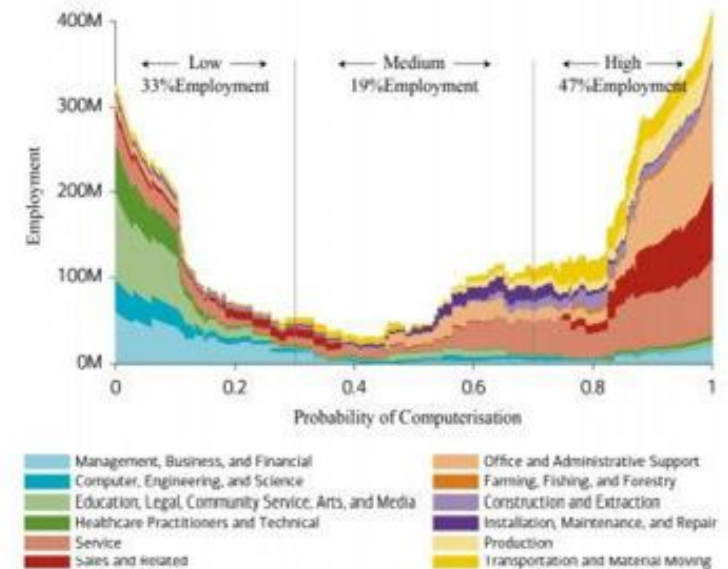 400M
300M
200M
100M
0M
Employment
Low
33%Employment
Medium
19%Employment
High
47%Employment
0
0.2
0.4
0.6
0.8
1
Probability of Computerisation
Management, Business, and Financial
Computer, Engineering, and Science
Education, Legal, Community Service, Arts, and Media
Healthcare Practitioners and Technical
Service
Sales and Related
Office and Administrative Support
Farming, Fishing, and Forestry
Construction and Extraction
Installation, Maintenance, and Repair
Production
Transportation and Material Moving